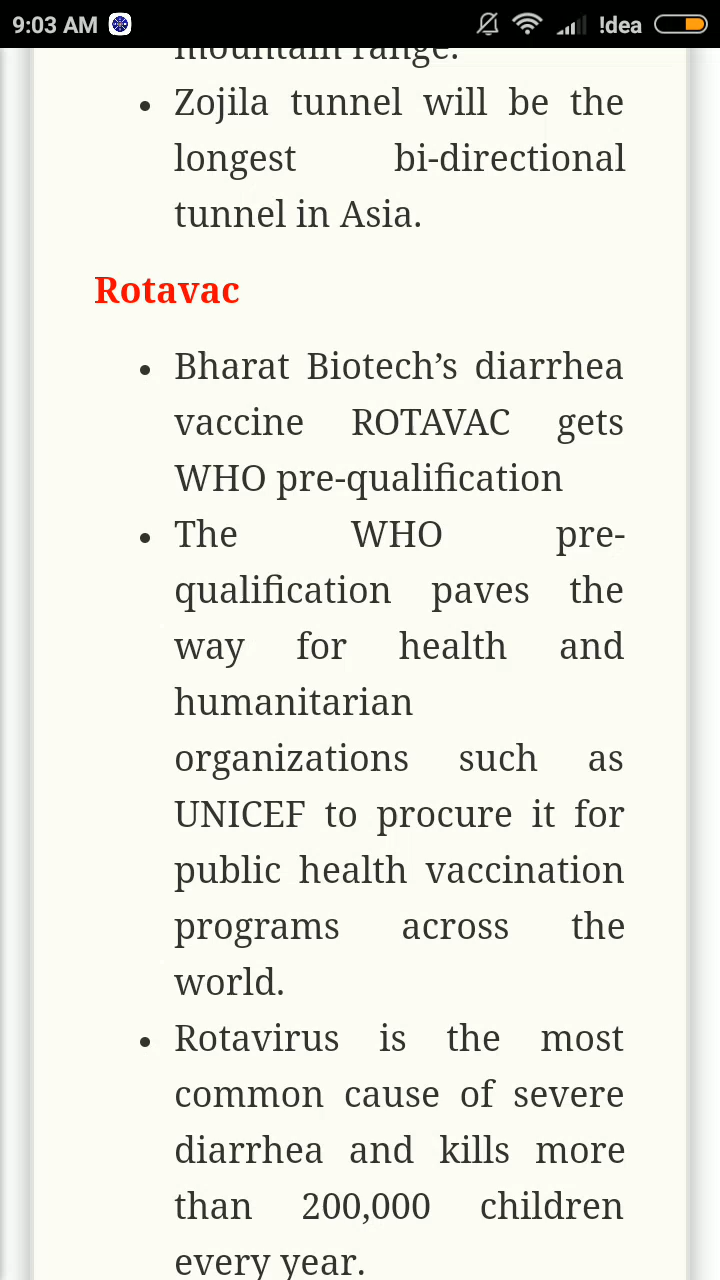 9:03 AM !dea
mountain range.
• Zojila tunnel will be the
longest bi-directional
tunnel in Asia.
Rotavac
• Bharat Biotech’s diarrhea
vaccine ROTAVAC gets
WHO pre-qualification
• The WHO pre-
qualification paves the
way for health and
humanitarian
organizations such as
UNICEF to procure it for
public health vaccination
programs across the
world.
• Rotavirus is the most
common cause of severe
diarrhea and kills more
than 200,000 children
every year.